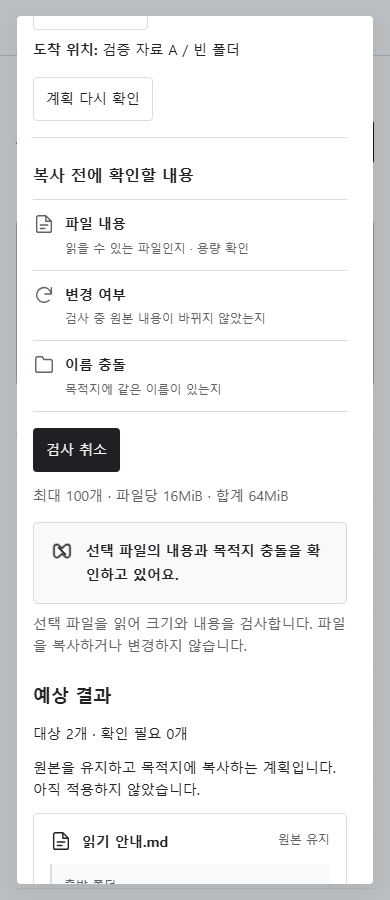 도착 위치: 검증 자료 A / 빈 폴더
계획 다시 확인
복사 전에 확인할 내용
파일 내용
읽을 수 있는 파일인지 · 용량 확인
변경 여부
검사 중 원본 내용이 바뀌지 않았는지
이름 충돌
목적지에 같은 이름이 있는지
검사 취소
최대 100개 · 파일당 16MiB · 합계 64MiB
선택 파일의 내용과 목적지 충돌을 확
인하고 있어요.
선택 파일을 읽어 크기와 내용을 검사합니다. 파일
을 복사하거나 변경하지 않습니다.
예상 결과
대상 2개 · 확인 필요 0개
원본을 유지하고 목적지에 복사하는 계획입니다.
아직 적용하지 않았습니다.
읽기 안내.md
원본 유지